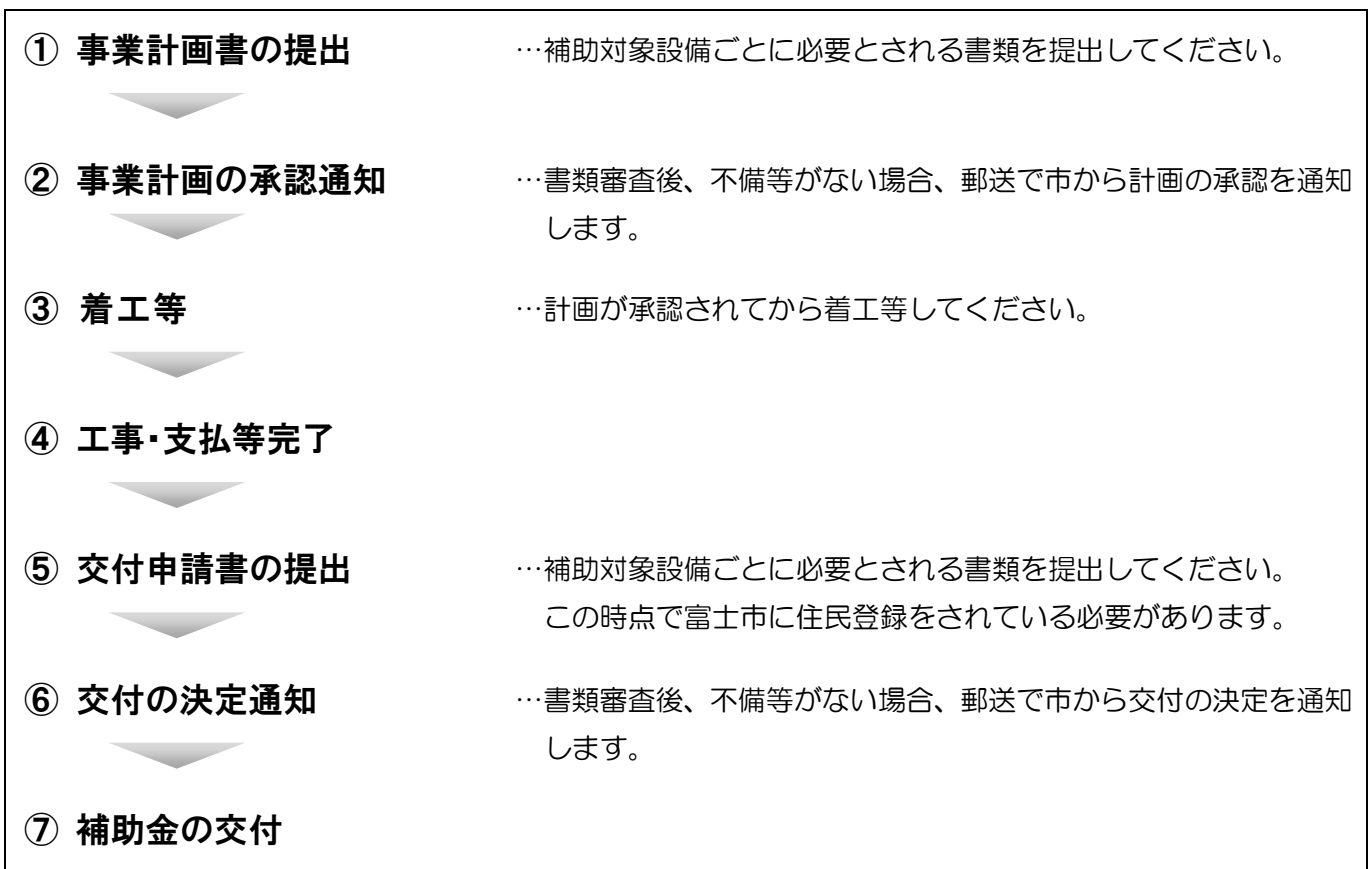 ① 事業計画書の提出 …補助対象設備ごとに必要とされる書類を提出してください。
② 事業計画の承認通知 …書類審査後、不備等がない場合、郵送で市から計画の承認を通知
します。
③ 着工等 …計画が承認されてから着工等してください。
④ 工事・支払等完了
⑤ 交付申請書の提出 …補助対象設備ごとに必要とされる書類を提出してください。
この時点で富士市に住民登録をされている必要があります。
⑥ 交付の決定通知 …書類審査後、不備等がない場合、郵送で市から交付の決定を通知
します。
⑦ 補助金の交付